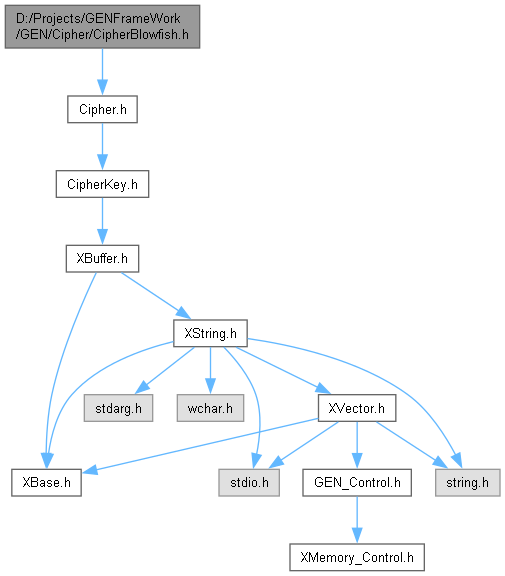 D:/Projects/GENFrameWork
/GEN/Cipher/CipherBlowfish.h
Cipher.h
CipherKey.h
XBuffer.h
XString.h
stdarg.h
wchar.h
XVector.h
XBase.h
stdio.h
GEN_Control.h
string.h
XMemory_Control.h